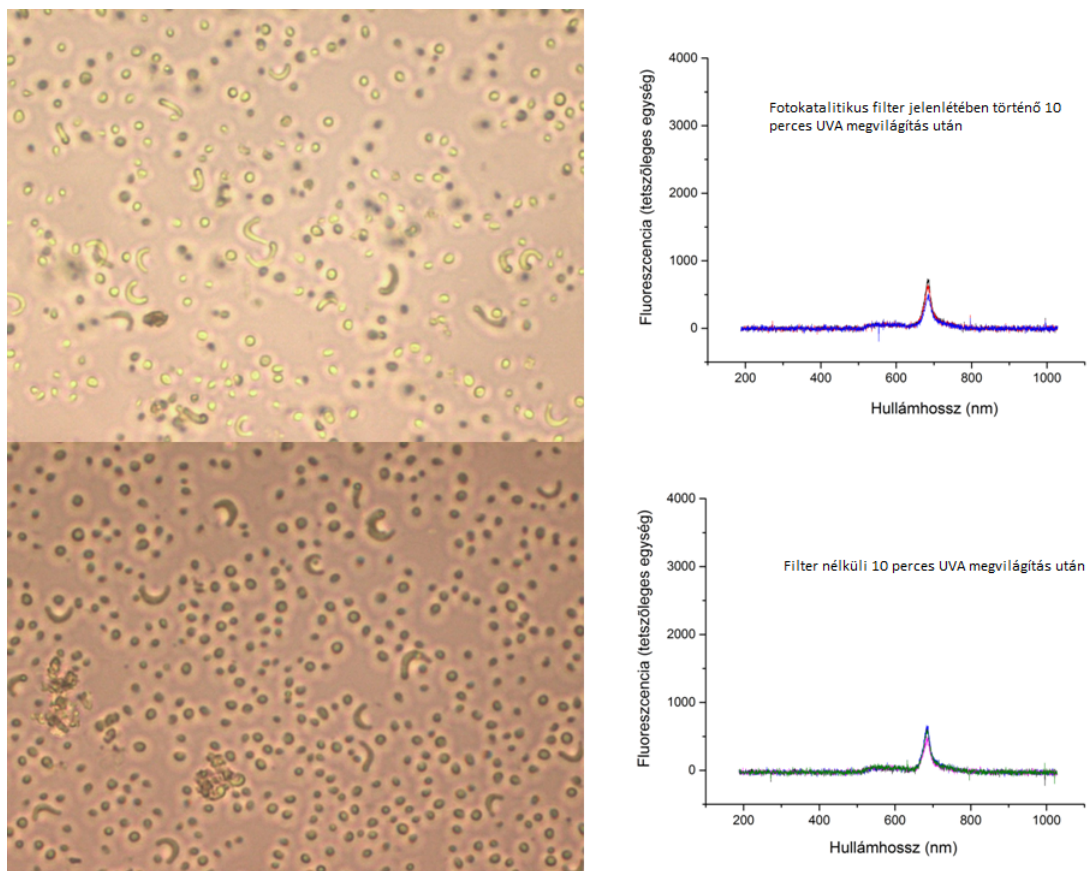 4000
3000
2000
1000
0
Fluoreszcencia (tetszőleges egység)
Fotokatalitikus filter jelenlétében történő 10
perces UVA megvilágítás után
200 400 600 800 1000
Hullámhossz (nm)
4000
3000
2000
1000
0
Fluoreszcencia (tetszőleges egység)
Filter nélküli 10 perces UVA megvilágítás után
200 400 600 800 1000
Hullámhossz (nm)